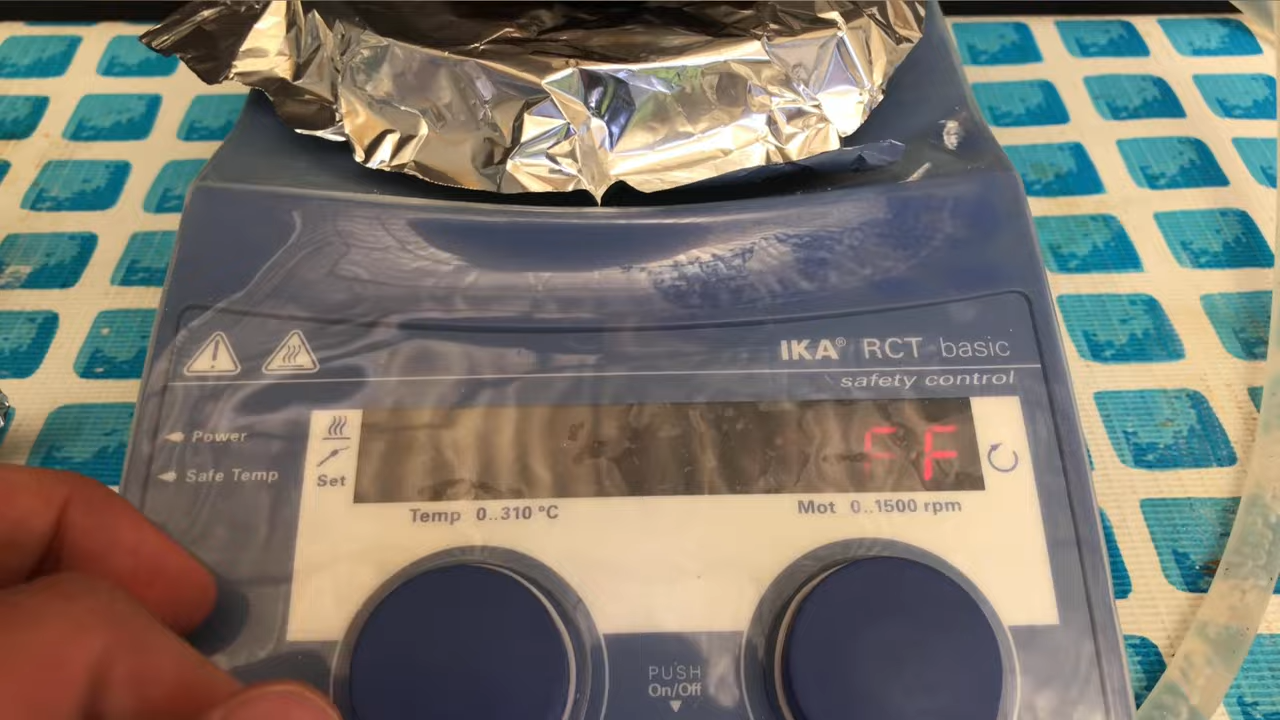 IKA® RCT basic
safety control
Power
Safe Temp
Set
FF
Temp 0..310 °C
Mot 0..1500 rpm
PUSH
On/Off